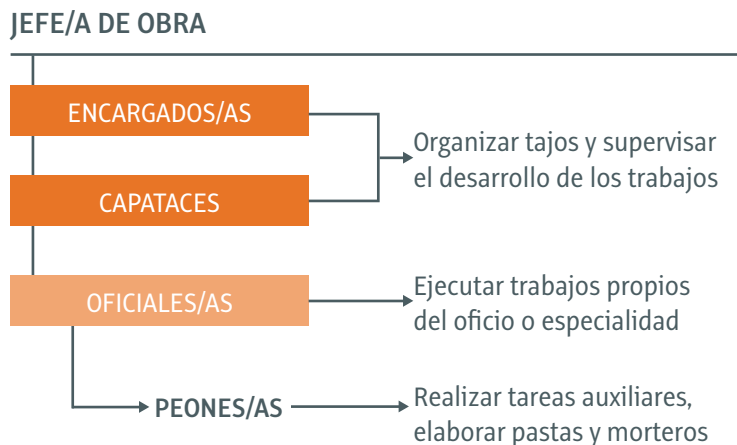 JEFE/A DE OBRA
ENCARGADOS/AS
Organizar tajos y supervisar
el desarrollo de los trabajos
CAPATACES
OFICIALES/AS
Ejecutar trabajos propios
del oficio o especialidad
PEONES/AS
Realizar tareas auxiliares,
elaborar pastas y morteros